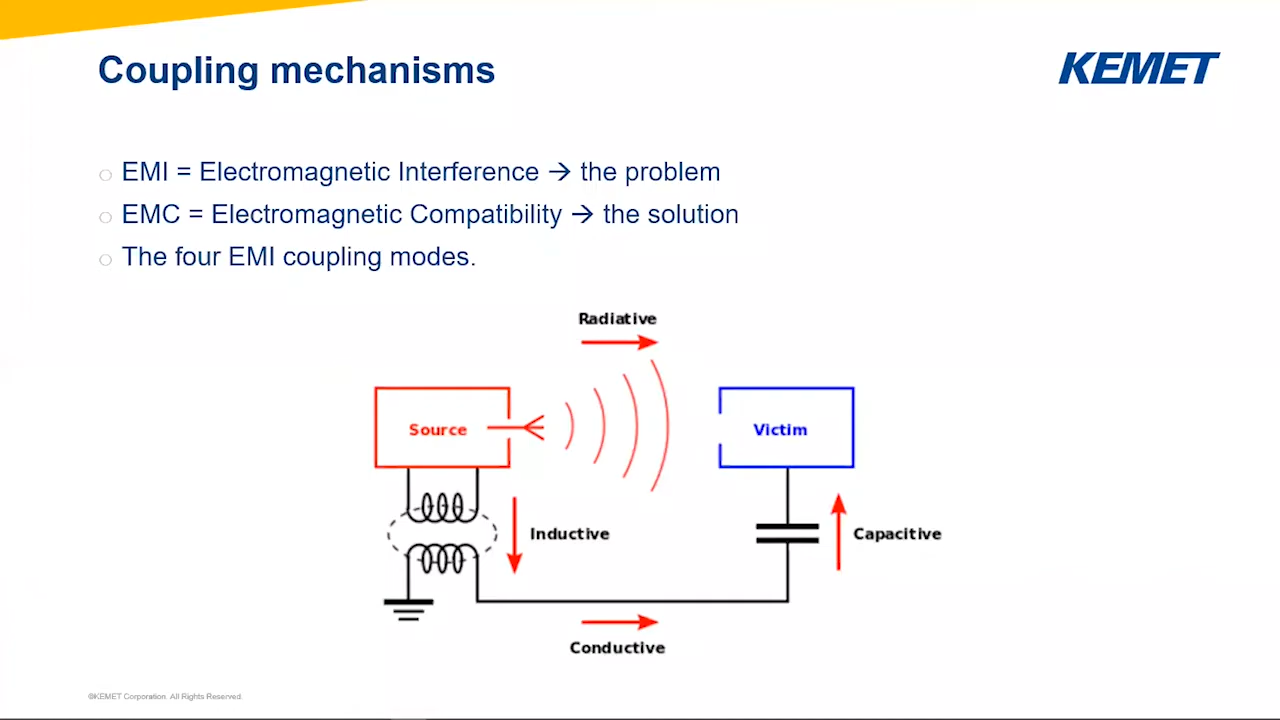 Coupling mechanisms
KEMET
EMI = Electromagnetic Interference → the problem
EMC = Electromagnetic Compatibility → the solution
The four EMI coupling modes.
Radiative
Source
Victim
Inductive
Capacitive
Conductive
©KEMET Corporation. All Rights Reserved.